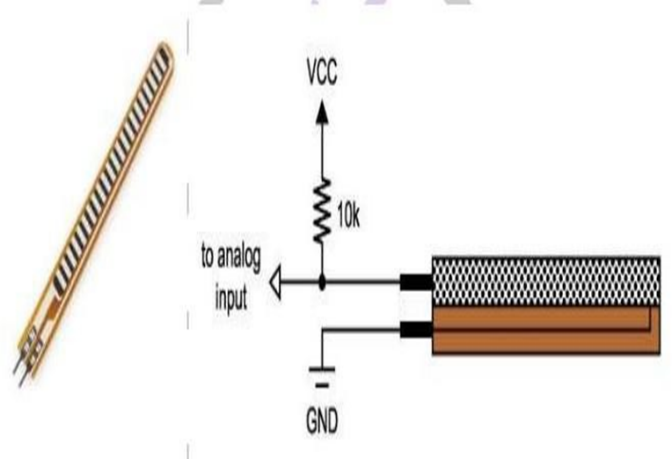 VCC
10k
to analog
input
GND